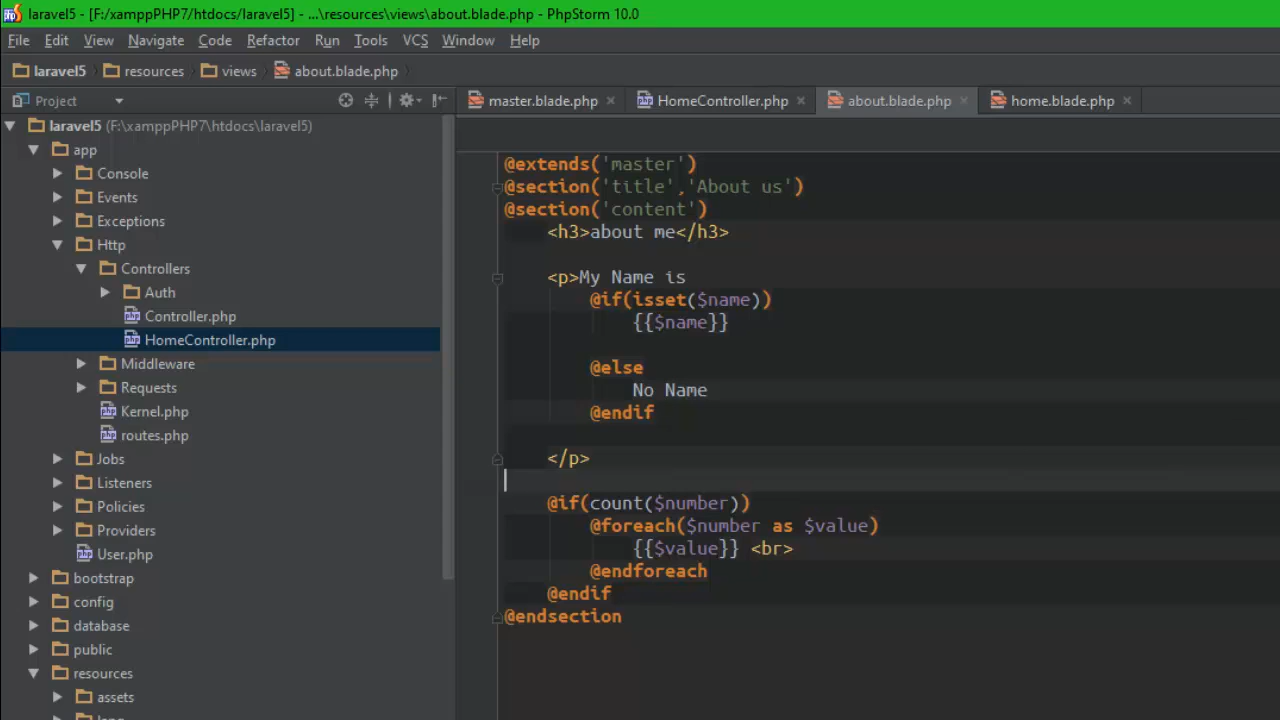 laravel5 - [F:/xamppPHP7/htdocs/laravel5] - ...\resources\views\about.blade.php - PhpStorm 10.0
File Edit View Navigate Code Refactor Run Tools VCS Window Help
laravel5 resources views about.blade.php
Project
master.blade.php HomeController.php about.blade.php home.blade.php
laravel5 (F:\xamppPHP7\htdocs\laravel5)
app
Console
Events
Exceptions
Http
Controllers
Auth
Controller.php
HomeController.php
Middleware
Requests
Kernel.php
routes.php
Jobs
Listeners
Policies
Providers
User.php
bootstrap
config
database
public
resources
assets
lang
@extends('master')
@section('title','About us')
@section('content')
<h3>about me</h3>
<p>My Name is
@if(isset($name))
{{$name}}
@else
No Name
@endif
</p>
@if(count($number))
@foreach($number as $value)
{{$value}} <br>
@endforeach
@endif
@endsection